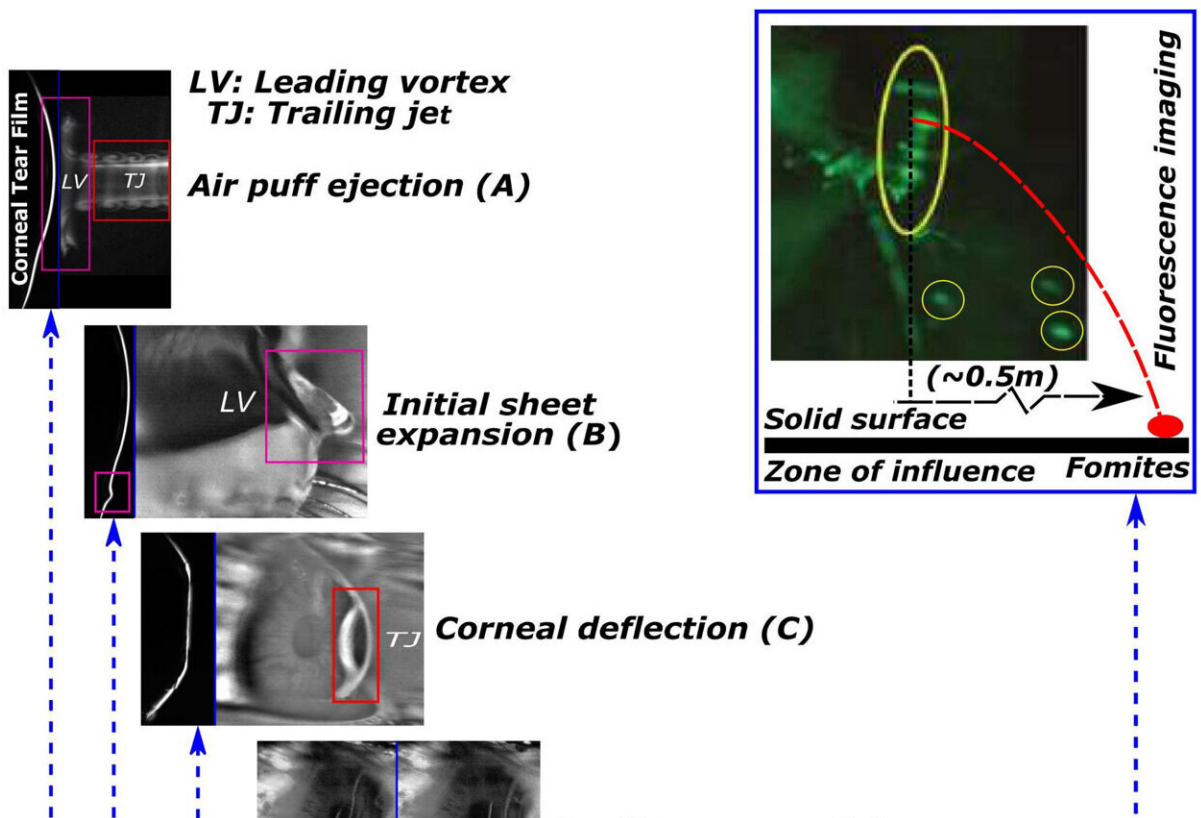 LV: Leading vortex
TJ: Trailing jet
Corneal Tear Film
LV
TJ
Air puff ejection (A)
LV
Initial sheet
expansion (B)
TJ
Corneal deflection (C)
Fluorescence imaging
(~0.5m)
Solid surface
Zone of influence
Fomites